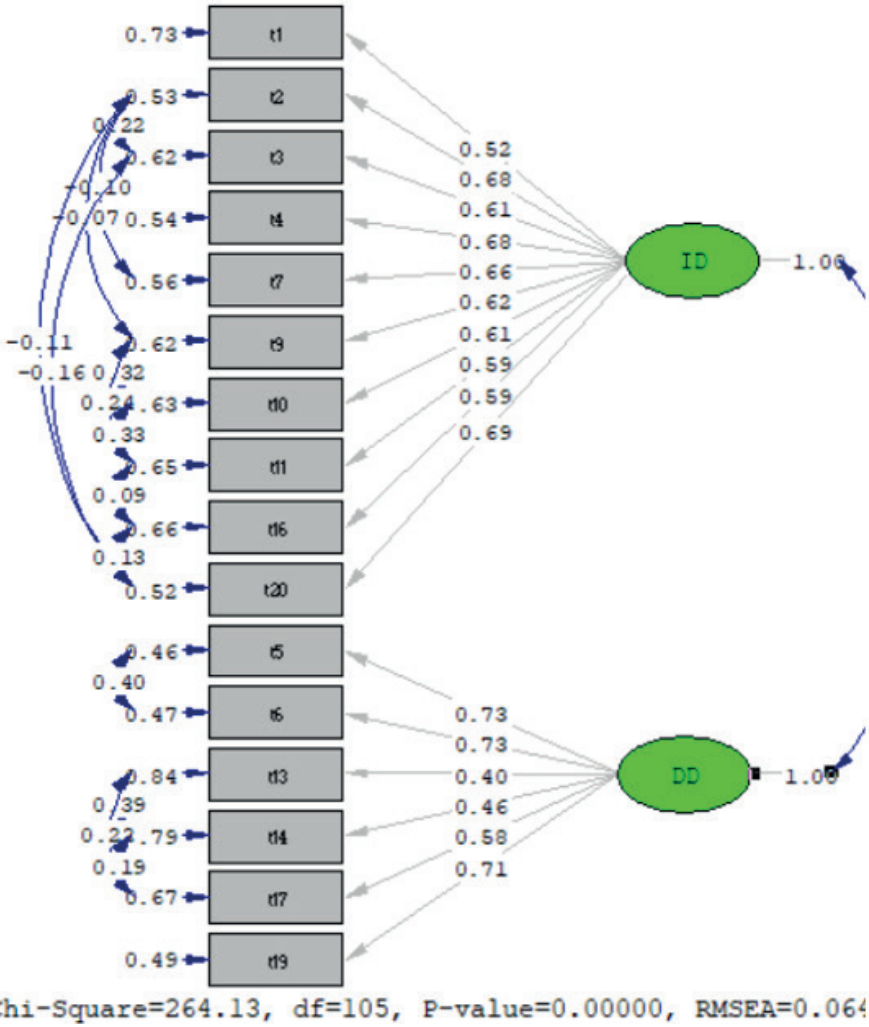 0.73 t1
0.53 t2
0.22
0.52
0.62 t3
0.68
-0.10
0.61
-0.07 0.54 t4
0.68
ID 1.00
0.56 t7
0.66
0.62
-0.11 0.62 t9
0.61
-0.16 0.32
0.59
0.24 .63 t10
0.59
0.33
0.69
0.65 t11
0.09
0.66 t16
0.13
0.52 t20
0.46 t5
0.40
0.47 t6
0.73
0.73
0.84 t13
0.40
DD 1.00
0.39
0.46
.79 t14
0.58
0.19
0.71
0.67 t17
0.49 t19
hi-Square=264.13, df=105, P-value=0.00000, RMSEA=0.064